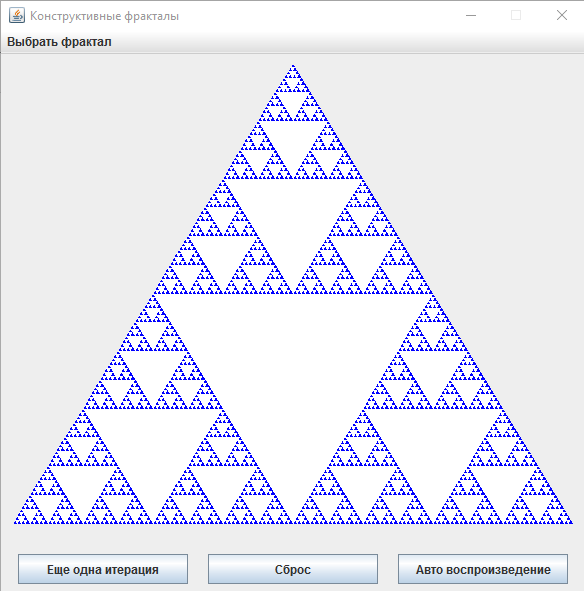 Конструктивные фракталы
Выбрать фрактал
Еще одна итерация
Сброс
Авто воспроизведение